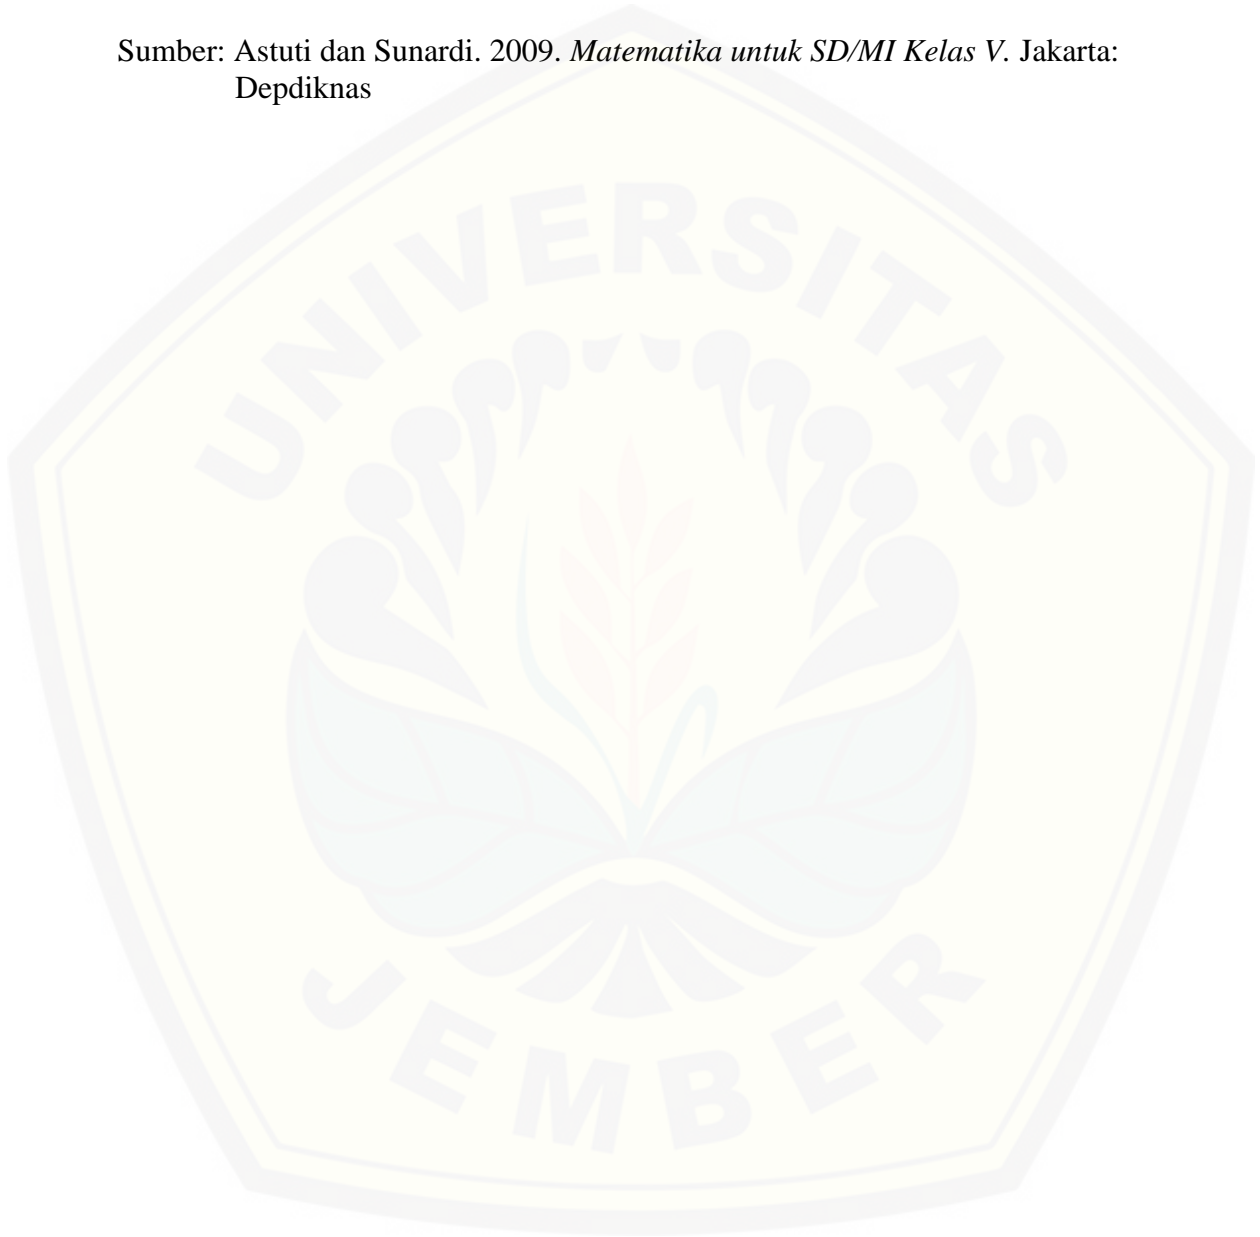 Sumber: Astuti dan Sunardi. 2009. Matematika untuk SD/MI Kelas V. Jakarta:
Depdiknas
UNIVERSITAS
JEMBER